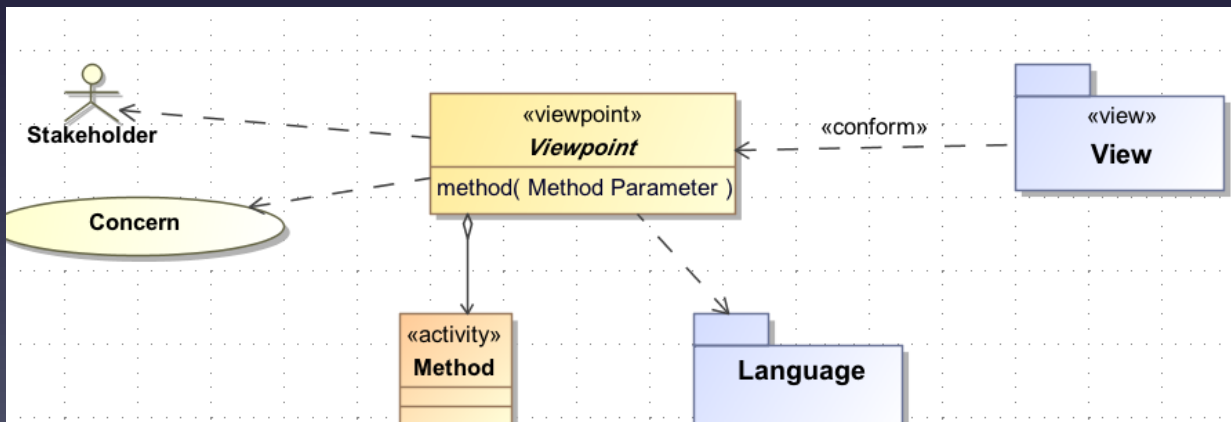 Stakeholder
Concern
«viewpoint»
Viewpoint
method( Method Parameter )
«conform»
«view»
View
«activity»
Method
Language